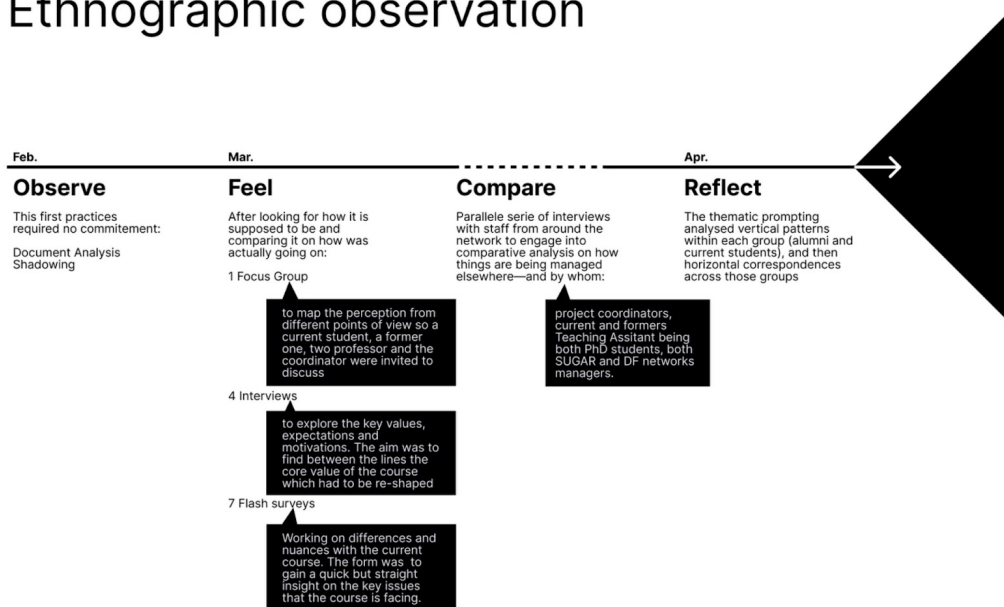 Ethnographic observation
Feb.
Observe
This first practices
required no commitement:
Document Analysis
Shadowing
Mar.
Feel
After looking for how it is
supposed to be and
comparing it on how was
actually going on:
1 Focus Group
to map the perception from
different points of view so a
current student, a former
one, two professor and the
coordinator were invited to
discuss
4 Interviews
to explore the key values,
expectations and
motivations. The aim was to
find between the lines the
core value of the course
which had to be re-shaped
7 Flash surveys
Working on differences and
nuances with the current
course. The form was to
gain a quick but straight
insight on the key issues
that the course is facing.
Compare
Parallele serie of interviews
with staff from around the
network to engage into
comparative analysis on how
things are being managed
elsewhere—and by whom:
project coordinators,
current and formers
Teaching Assitant being
both PhD students, both
SUGAR and DF networks
managers.
Apr.
Reflect
The thematic prompting
analysed vertical patterns
within each group (alumni and
current students), and then
horizontal correspondences
across those groups